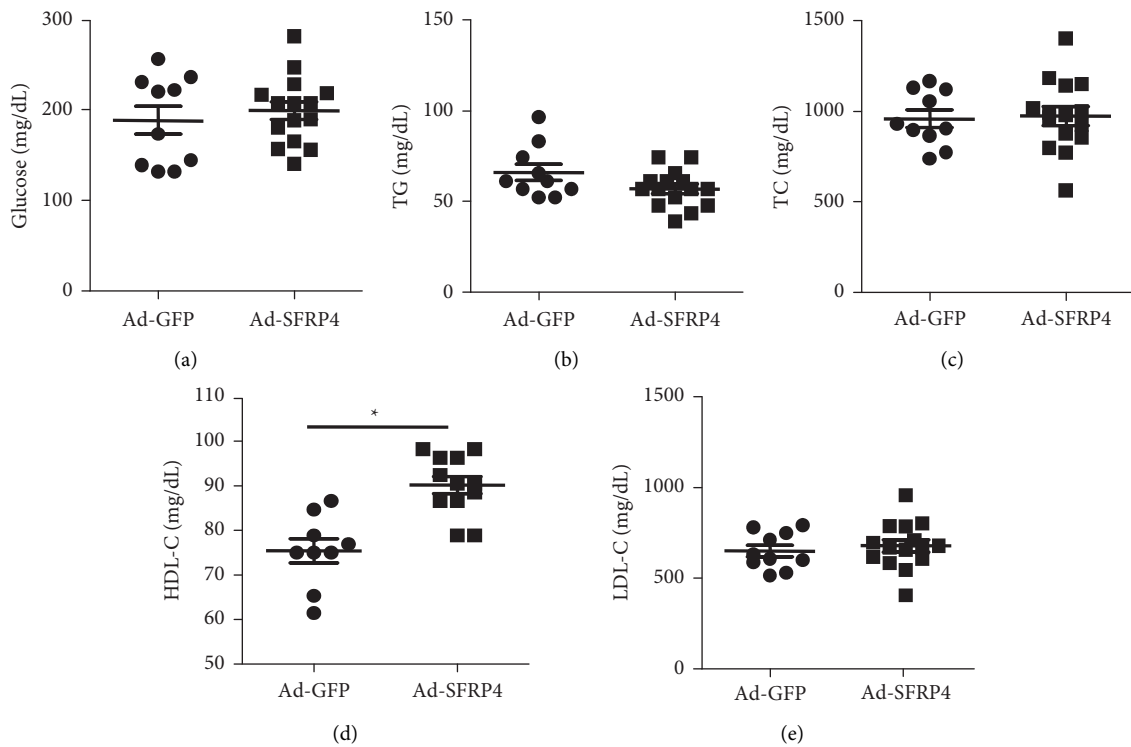 300
200
100
0
Glucose (mg/dL)
Ad-GFP Ad-SFRP4
(a)
150
100
50
0
TG (mg/dL)
Ad-GFP Ad-SFRP4
(b)
1500
1000
500
0
TC (mg/dL)
Ad-GFP Ad-SFRP4
(c)
110
100
90
80
70
60
50
HDL-C (mg/dL)
*
Ad-GFP Ad-SFRP4
(d)
1500
1000
500
0
LDL-C (mg/dL)
Ad-GFP Ad-SFRP4
(e)